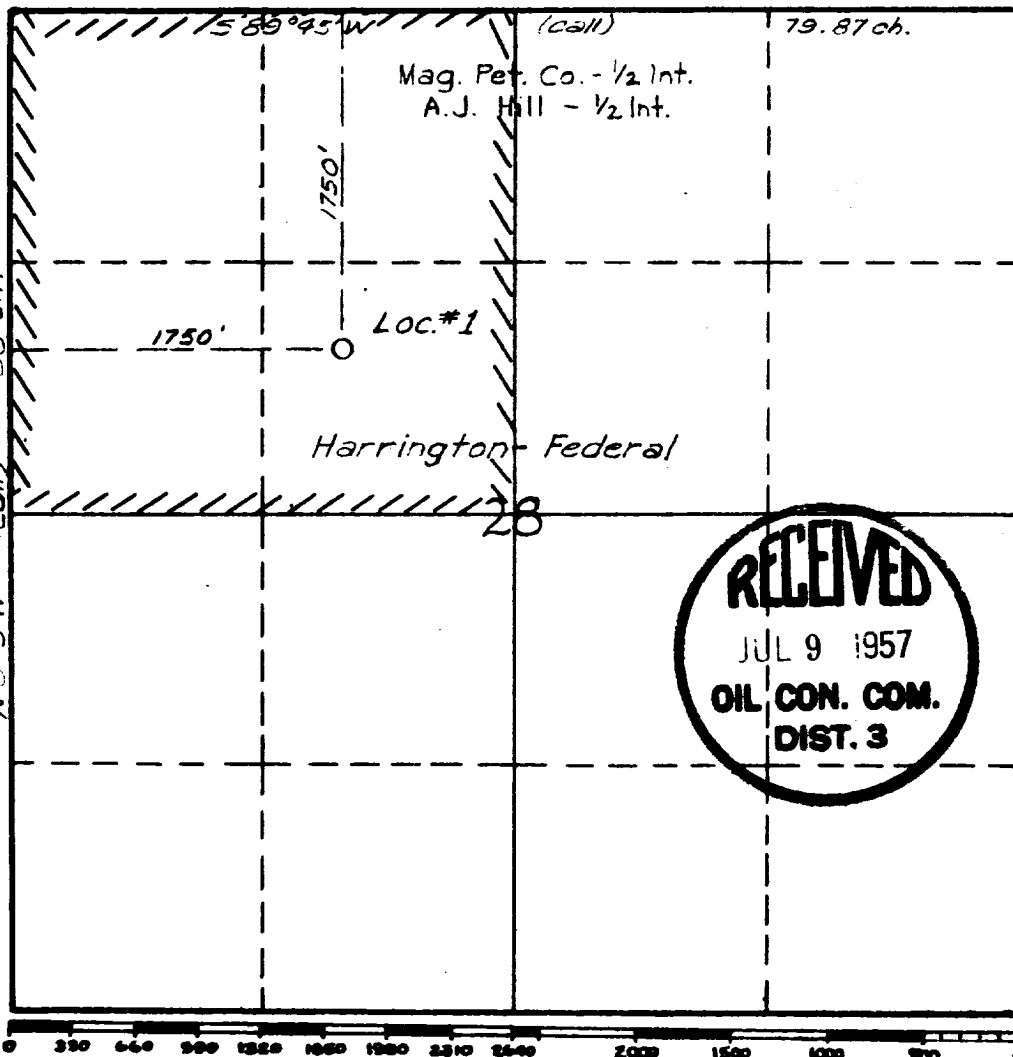 S 89°45' W (call) 79.87 ch.
Mag. Pet. Co. - 1/2 Int.
A.J. Hill - 1/2 Int.
1750'
Loc. #1
1750'
Harrington - Federal
28
RECEIVED
JUL 9 1957
OIL CON. COM.
DIST. 3
0 330 660 990 1320 1650 1980 2310 2640 2000 1500 1000